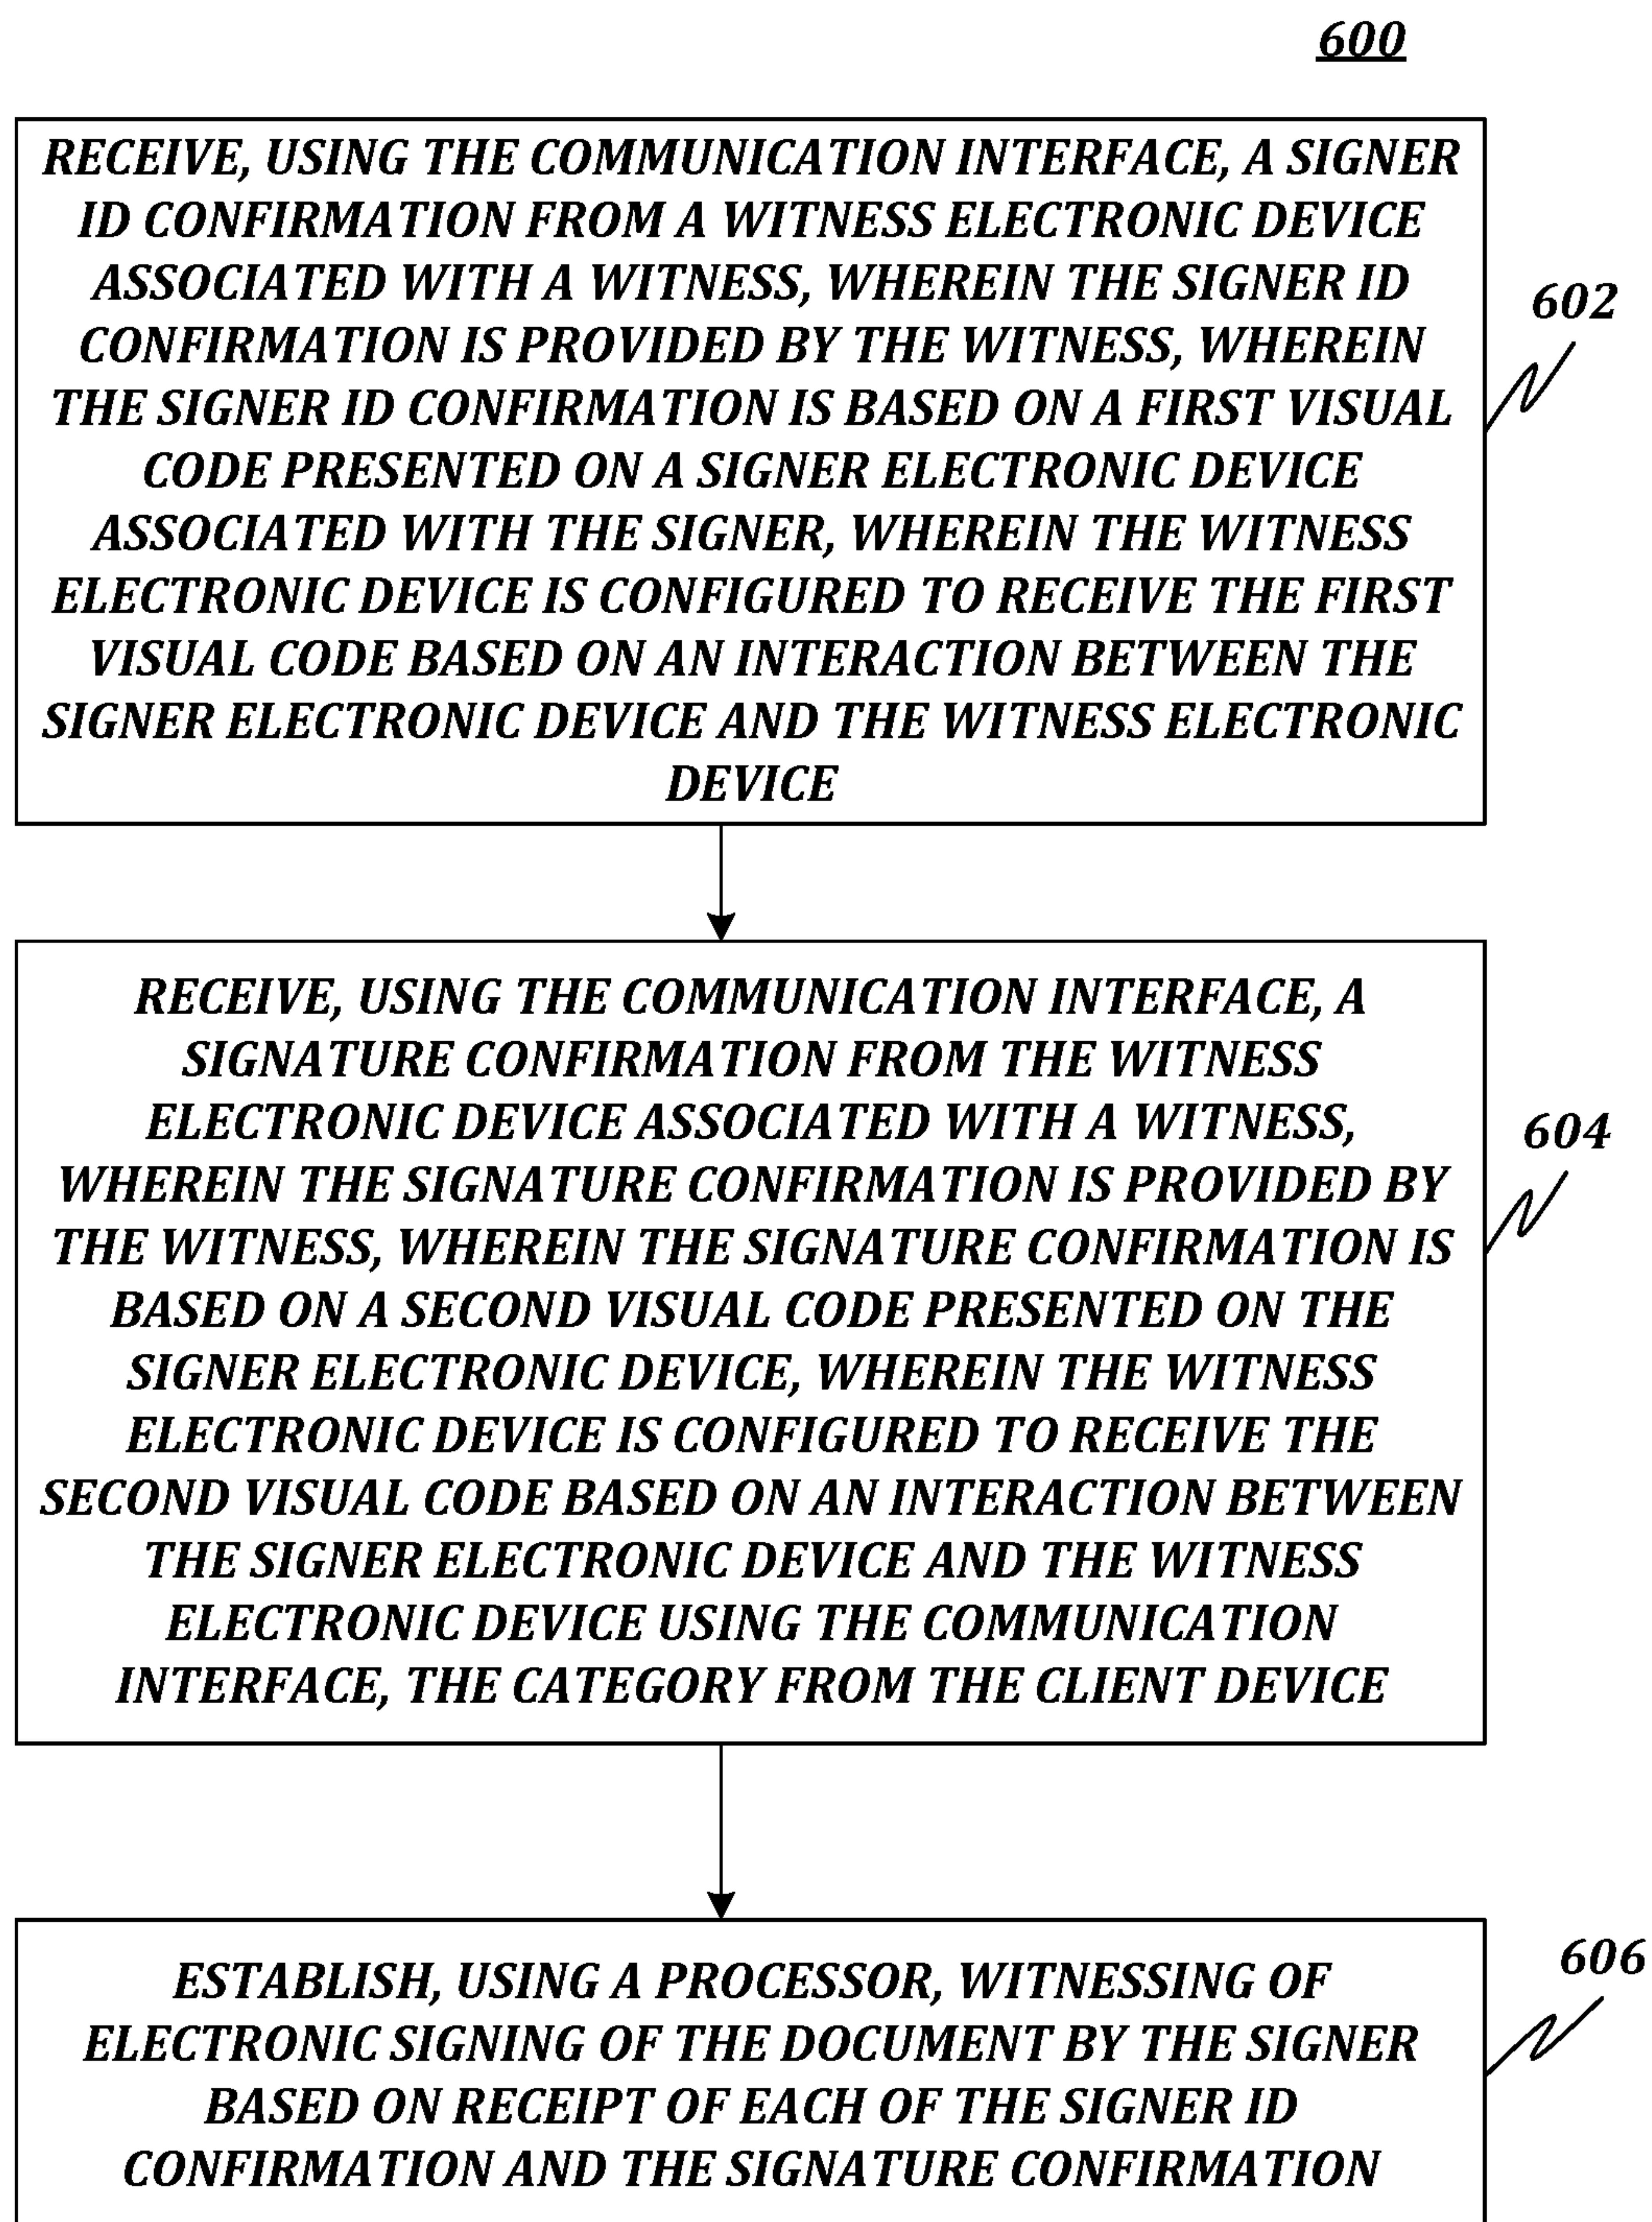 600
RECEIVE, USING THE COMMUNICATION INTERFACE, A SIGNER
ID CONFIRMATION FROM A WITNESS ELECTRONIC DEVICE
ASSOCIATED WITH A WITNESS, WHEREIN THE SIGNER ID
CONFIRMATION IS PROVIDED BY THE WITNESS, WHEREIN
THE SIGNER ID CONFIRMATION IS BASED ON A FIRST VISUAL
CODE PRESENTED ON A SIGNER ELECTRONIC DEVICE
ASSOCIATED WITH THE SIGNER, WHEREIN THE WITNESS
ELECTRONIC DEVICE IS CONFIGURED TO RECEIVE THE FIRST
VISUAL CODE BASED ON AN INTERACTION BETWEEN THE
SIGNER ELECTRONIC DEVICE AND THE WITNESS ELECTRONIC
DEVICE
602
RECEIVE, USING THE COMMUNICATION INTERFACE, A
SIGNATURE CONFIRMATION FROM THE WITNESS
ELECTRONIC DEVICE ASSOCIATED WITH A WITNESS,
WHEREIN THE SIGNATURE CONFIRMATION IS PROVIDED BY
THE WITNESS, WHEREIN THE SIGNATURE CONFIRMATION IS
BASED ON A SECOND VISUAL CODE PRESENTED ON THE
SIGNER ELECTRONIC DEVICE, WHEREIN THE WITNESS
ELECTRONIC DEVICE IS CONFIGURED TO RECEIVE THE
SECOND VISUAL CODE BASED ON AN INTERACTION BETWEEN
THE SIGNER ELECTRONIC DEVICE AND THE WITNESS
ELECTRONIC DEVICE USING THE COMMUNICATION
INTERFACE, THE CATEGORY FROM THE CLIENT DEVICE
604
ESTABLISH, USING A PROCESSOR, WITNESSING OF
ELECTRONIC SIGNING OF THE DOCUMENT BY THE SIGNER
BASED ON RECEIPT OF EACH OF THE SIGNER ID
CONFIRMATION AND THE SIGNATURE CONFIRMATION
606